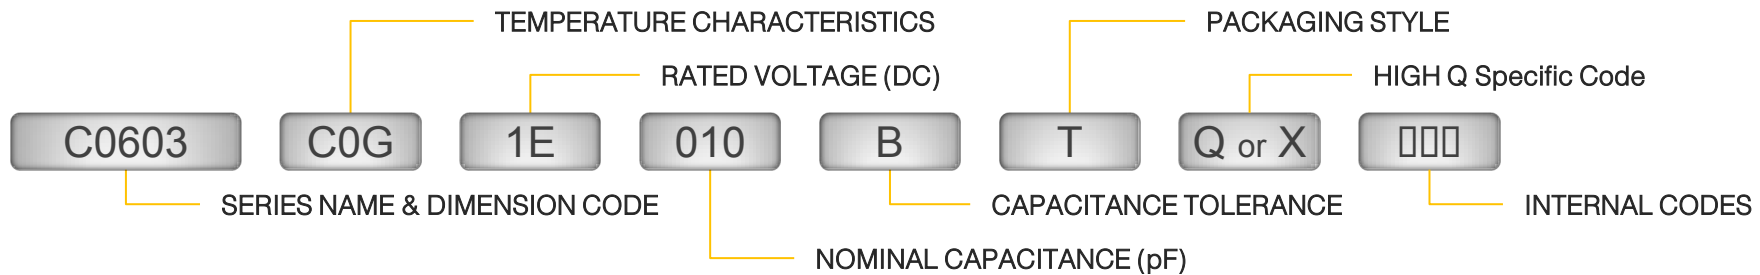 TEMPERATURE CHARACTERISTICS
PACKAGING STYLE
RATED VOLTAGE (DC)
HIGH Q Specific Code
C0603 C0G 1E 010 B T Q or X ▯▯▯
SERIES NAME & DIMENSION CODE
CAPACITANCE TOLERANCE
INTERNAL CODES
NOMINAL CAPACITANCE (pF)